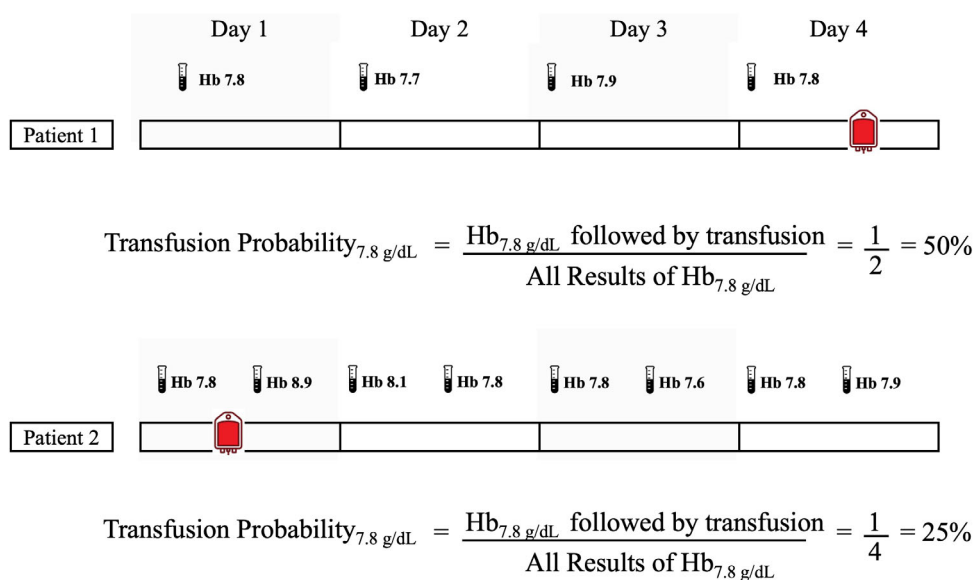 Day 1 Day 2 Day 3 Day 4
Hb 7.8 Hb 7.7 Hb 7.9 Hb 7.8
Patient 1
Transfusion Probability7.8 g/dL = Hb7.8 g/dL followed by transfusion / All Results of Hb7.8 g/dL = 1/2 = 50%
Hb 7.8 Hb 8.9 Hb 8.1 Hb 7.8 Hb 7.8 Hb 7.6 Hb 7.8 Hb 7.9
Patient 2
Transfusion Probability7.8 g/dL = Hb7.8 g/dL followed by transfusion / All Results of Hb7.8 g/dL = 1/4 = 25%